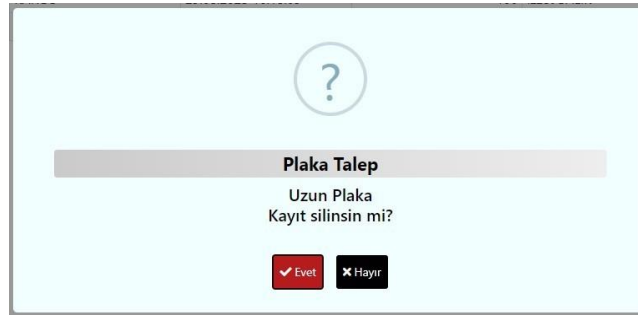 ?
Plaka Talep
Uzun Plaka
Kayıt silinsin mi?
Evet
Hayır